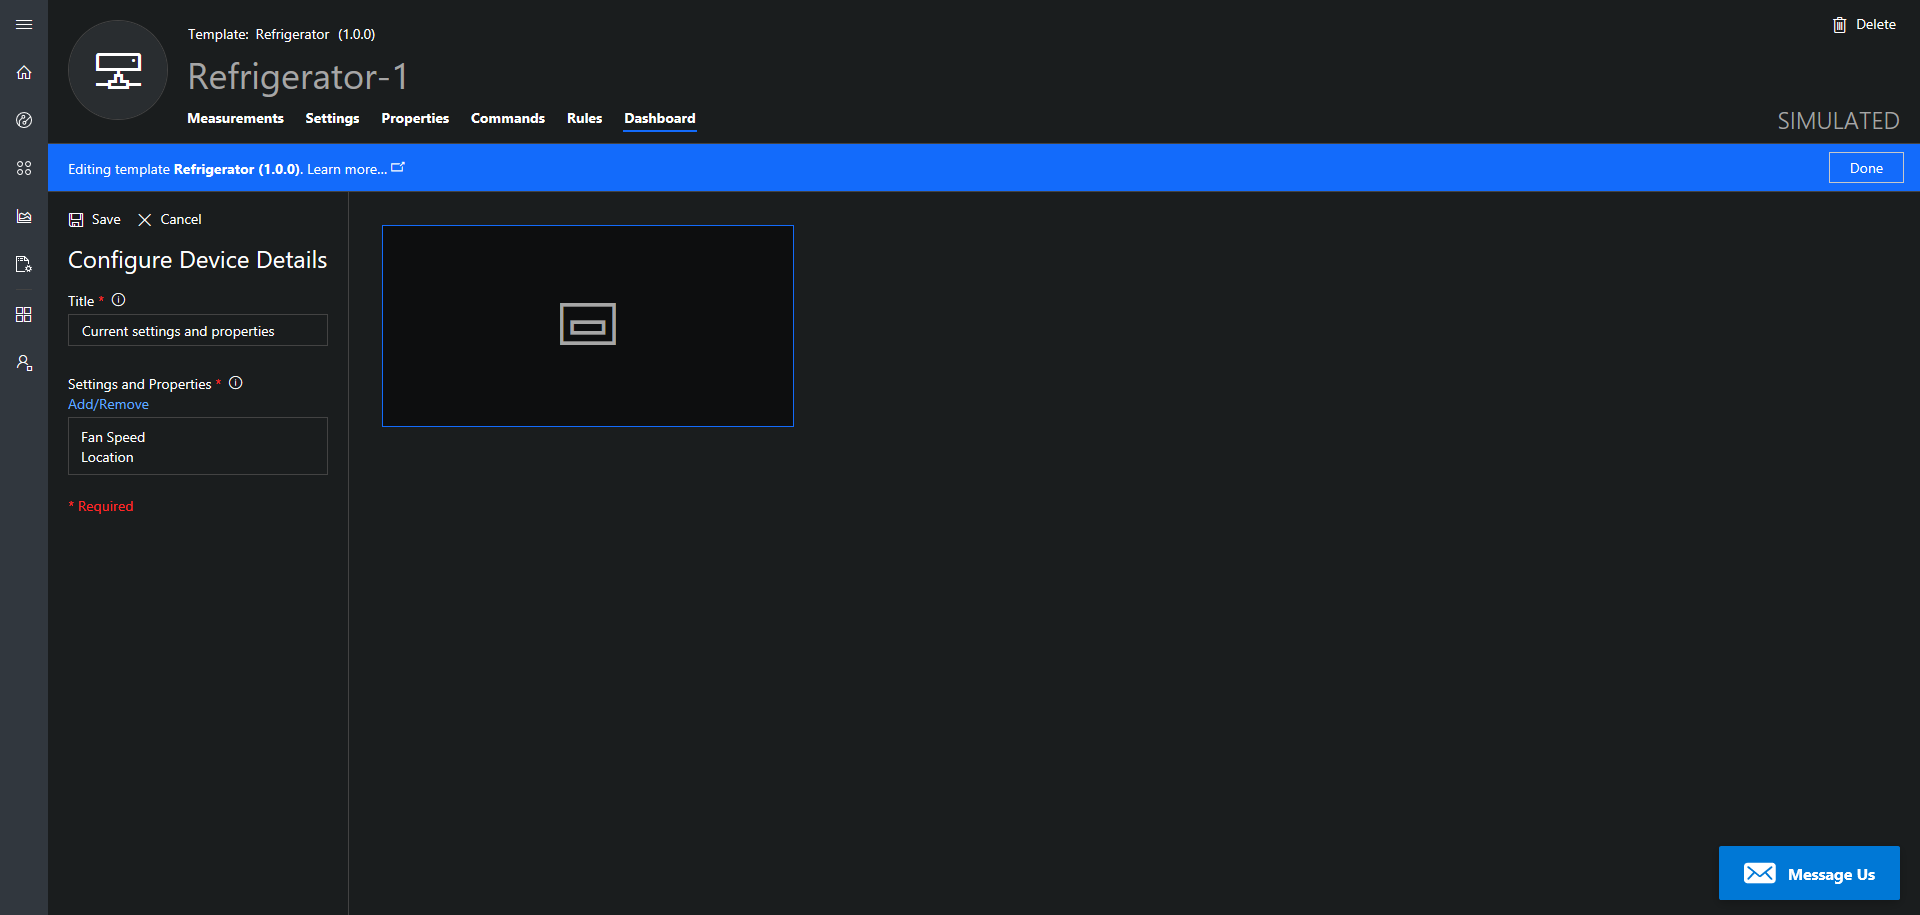 Template: Refrigerator (1.0.0)
Delete
Refrigerator-1
Measurements Settings Properties Commands Rules Dashboard
SIMULATED
Editing template Refrigerator (1.0.0). Learn more...
Done
Save Cancel
Configure Device Details
Title *
Current settings and properties
Settings and Properties *
Add/Remove
Fan Speed
Location
* Required
Message Us